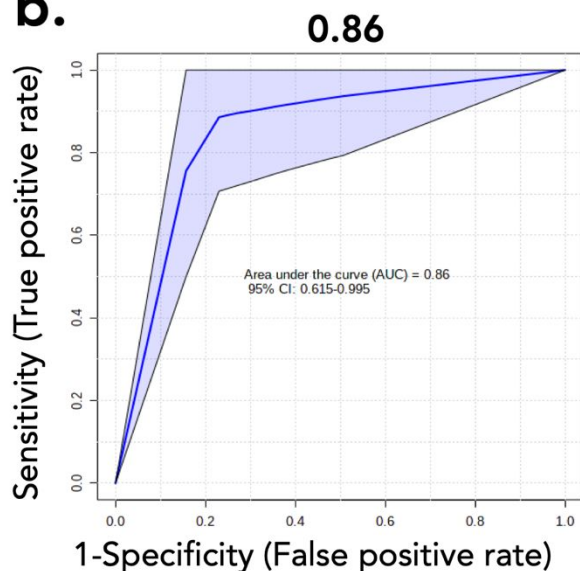 b.
0.86
Sensitivity (True positive rate)
1.0
0.8
0.6
0.4
0.2
0.0
Area under the curve (AUC) = 0.86
95% CI: 0.615-0.995
0.0 0.2 0.4 0.6 0.8 1.0
1-Specificity (False positive rate)